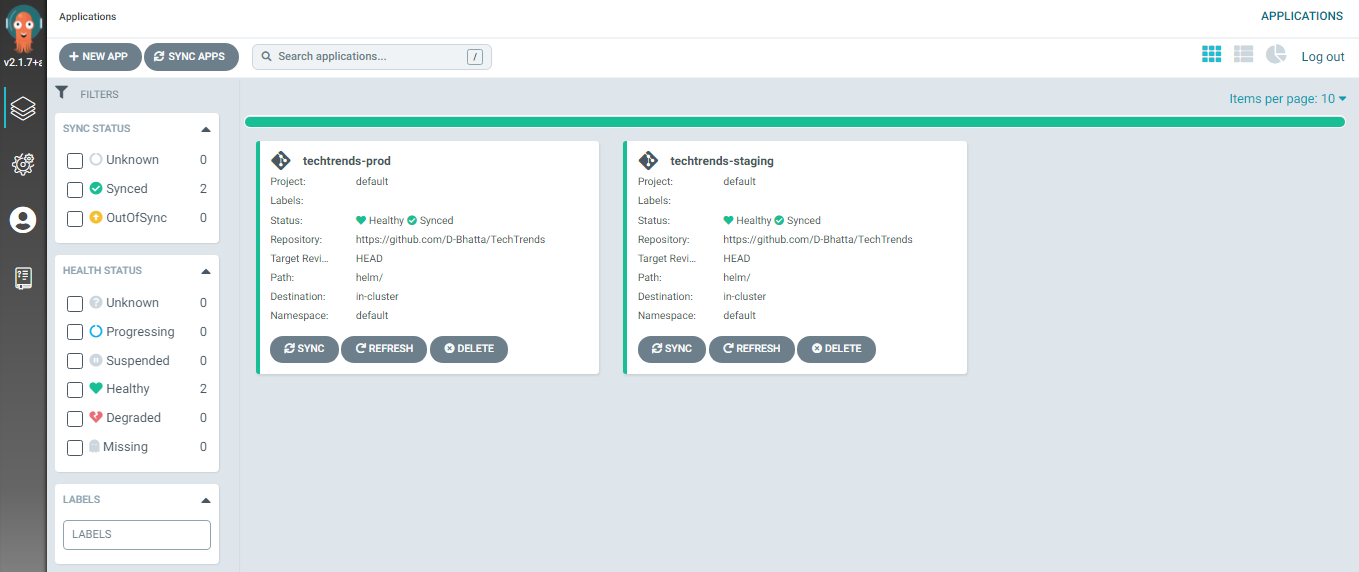 Applications
APPLICATIONS
v2.1.7+a
NEW APP
SYNC APPS
Search applications...
/
Log out
FILTERS
Items per page: 10
SYNC STATUS
Unknown 0
Synced 2
OutOfSync 0
HEALTH STATUS
Unknown 0
Progressing 0
Suspended 0
Healthy 2
Degraded 0
Missing 0
LABELS
LABELS
techtrends-prod
Project: default
Labels:
Status: Healthy Synced
Repository: https://github.com/D-Bhatta/TechTrends
Target Revi... HEAD
Path: helm/
Destination: in-cluster
Namespace: default
SYNC REFRESH DELETE
techtrends-staging
Project: default
Labels:
Status: Healthy Synced
Repository: https://github.com/D-Bhatta/TechTrends
Target Revi... HEAD
Path: helm/
Destination: in-cluster
Namespace: default
SYNC REFRESH DELETE